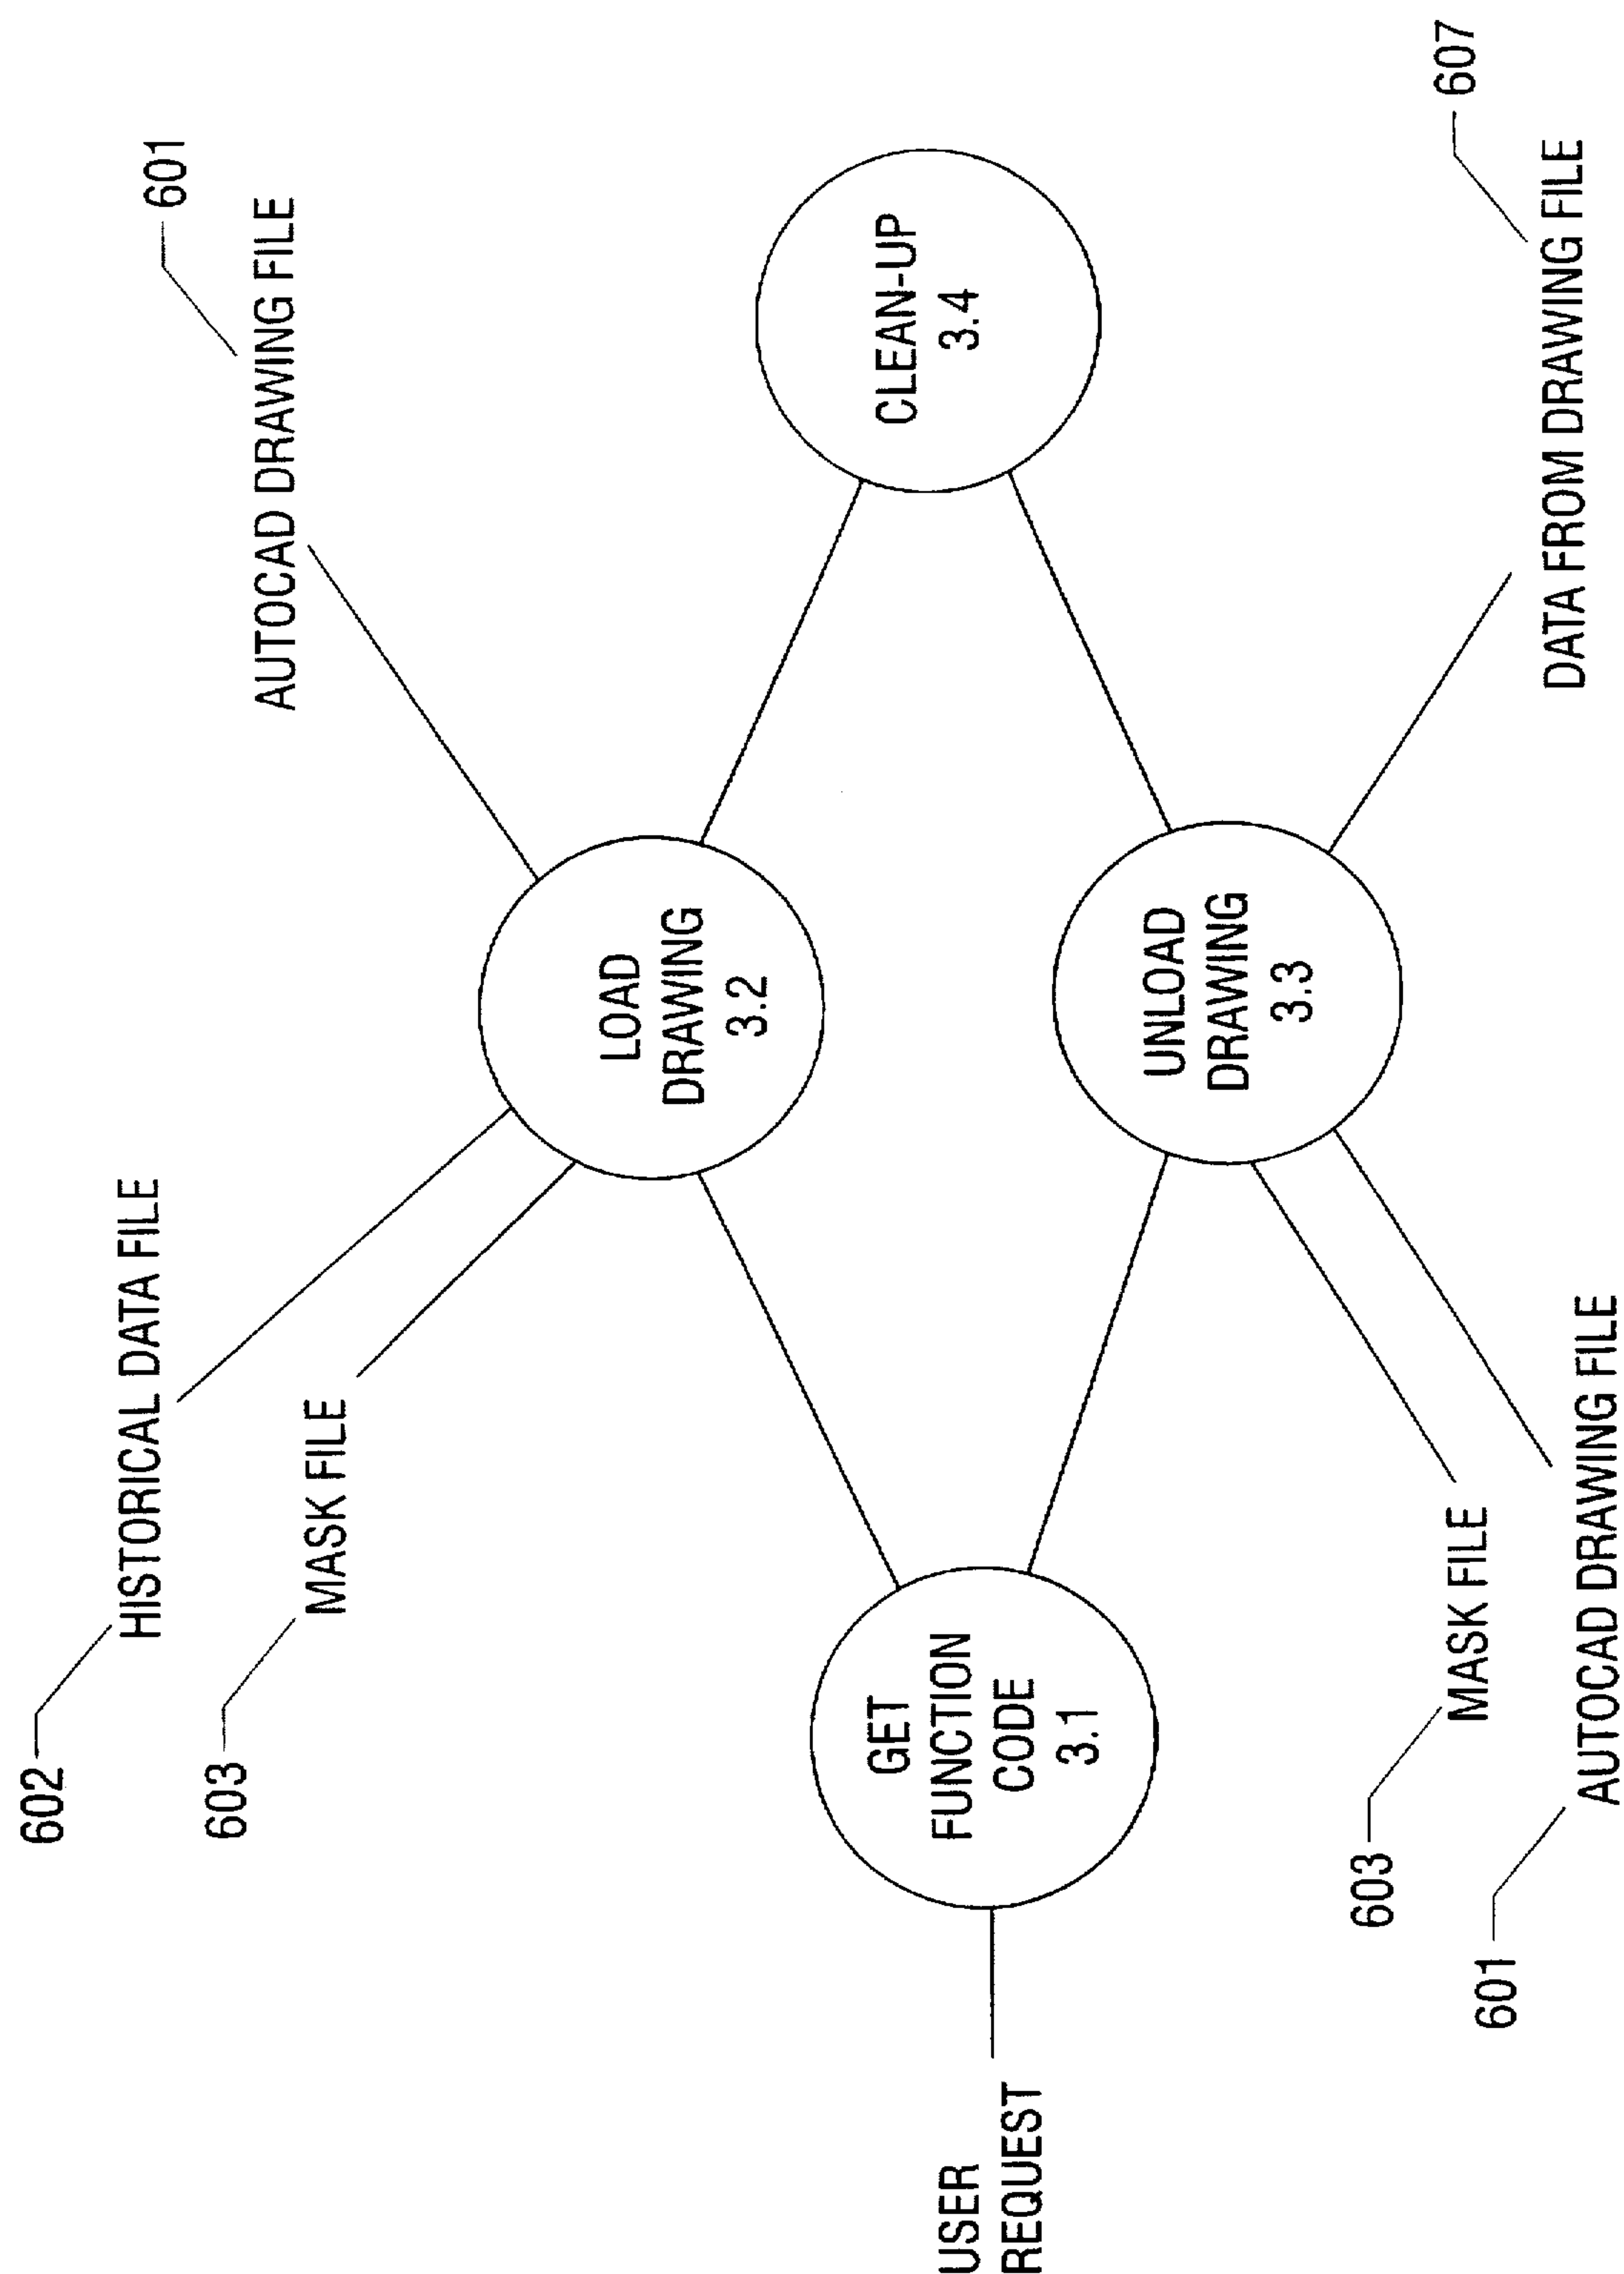 602
HISTORICAL DATA FILE
603
MASK FILE
601
AUTOCAD DRAWING FILE
LOAD
DRAWING
3.2
CLEAN-UP
3.4
USER
REQUEST
GET
FUNCTION
CODE
3.1
UNLOAD
DRAWING
3.3
603
MASK FILE
601
AUTOCAD DRAWING FILE
607
DATA FROM DRAWING FILE